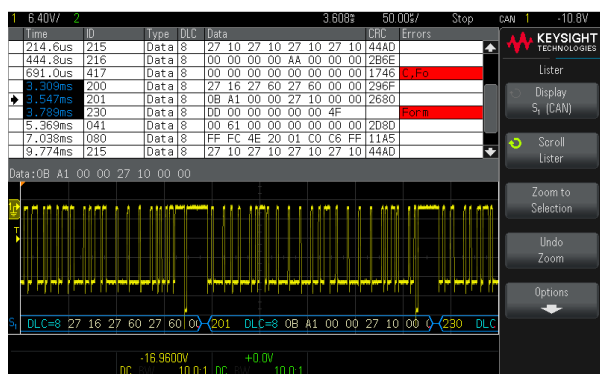 1 6.40V/ 2 3.608s 50.00%/ Stop CAN 1 -10.8V
Time ID Type DLC Data CRC Errors
214.6us 215 Data 8 27 10 27 10 27 10 27 10 44AD
444.8us 216 Data 8 00 00 00 00 AA 00 00 00 2B6E
691.0us 417 Data 8 00 00 00 00 00 00 00 00 1746 C,Fo
3.309ms 200 Data 8 27 16 27 60 27 60 00 00 296F
3.547ms 201 Data 8 0B A1 00 00 27 10 00 00 2680
3.789ms 230 Data 8 DD 00 00 00 00 00 4F Form
5.369ms 041 Data 8 00 61 00 00 00 00 00 00 2D8D
7.038ms 080 Data 8 FF FC 4E 20 01 C0 C6 FF 11A5
9.774ms 215 Data 8 27 10 27 10 27 10 27 10 44AD
Data:0B A1 00 00 27 10 00 00
T
S1 DLC=8 27 16 27 60 27 60 00 201 DLC=8 0B A1 00 00 27 10 00 230 DLC
-16.9600V +0.0V
DC 10.0:1 DC 10.0:1
KEYSIGHT
TECHNOLOGIES
Lister
Display
S1 (CAN)
Scroll
Lister
Zoom to
Selection
Undo
Zoom
Options